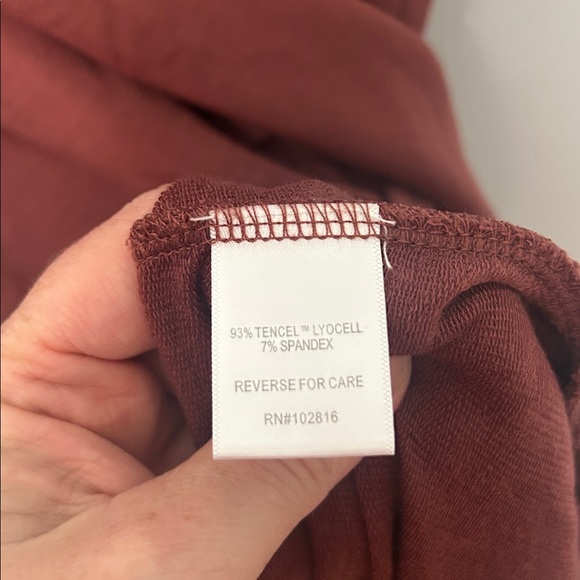 93% TENCEL™ LYOCELL
7% SPANDEX
REVERSE FOR CARE
RN#102816